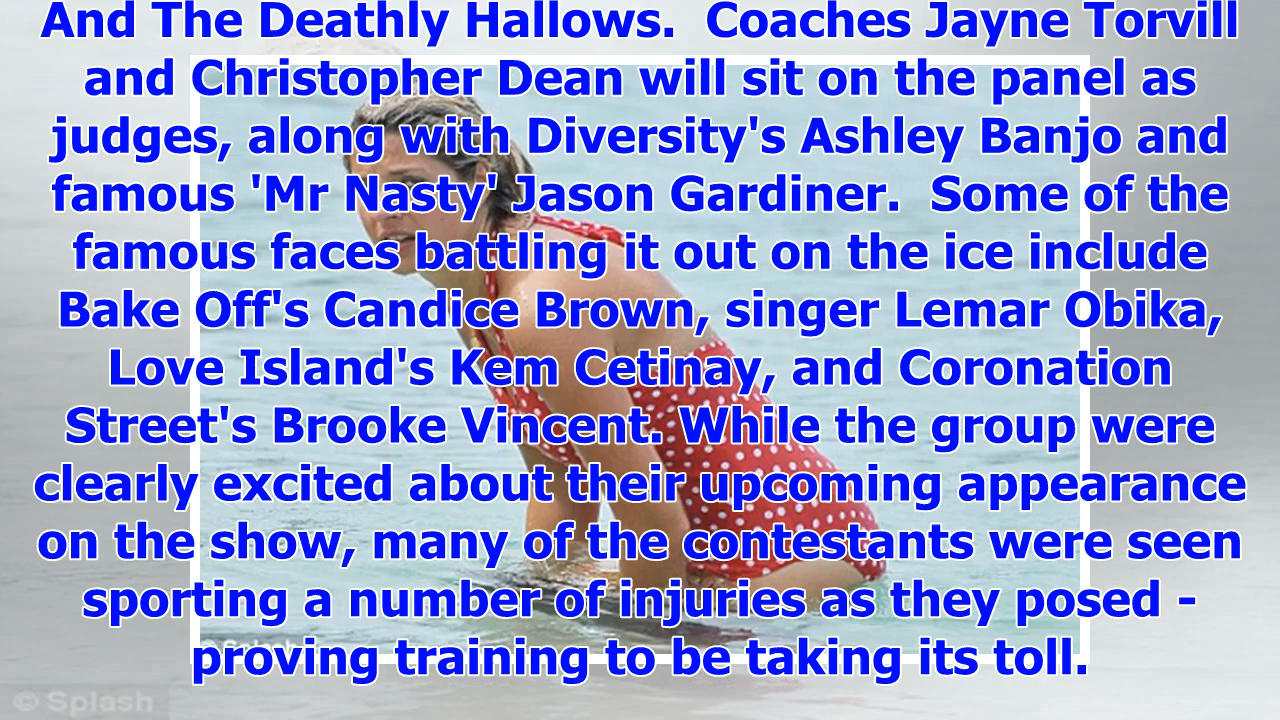 And The Deathly Hallows.  Coaches Jayne Torvill
and Christopher Dean will sit on the panel as
judges, along with Diversity's Ashley Banjo and
famous 'Mr Nasty' Jason Gardiner.  Some of the
famous faces battling it out on the ice include
Bake Off's Candice Brown, singer Lemar Obika,
Love Island's Kem Cetinay, and Coronation
Street's Brooke Vincent. While the group were
clearly excited about their upcoming appearance
on the show, many of the contestants were seen
sporting a number of injuries as they posed -
proving training to be taking its toll.
© Splash